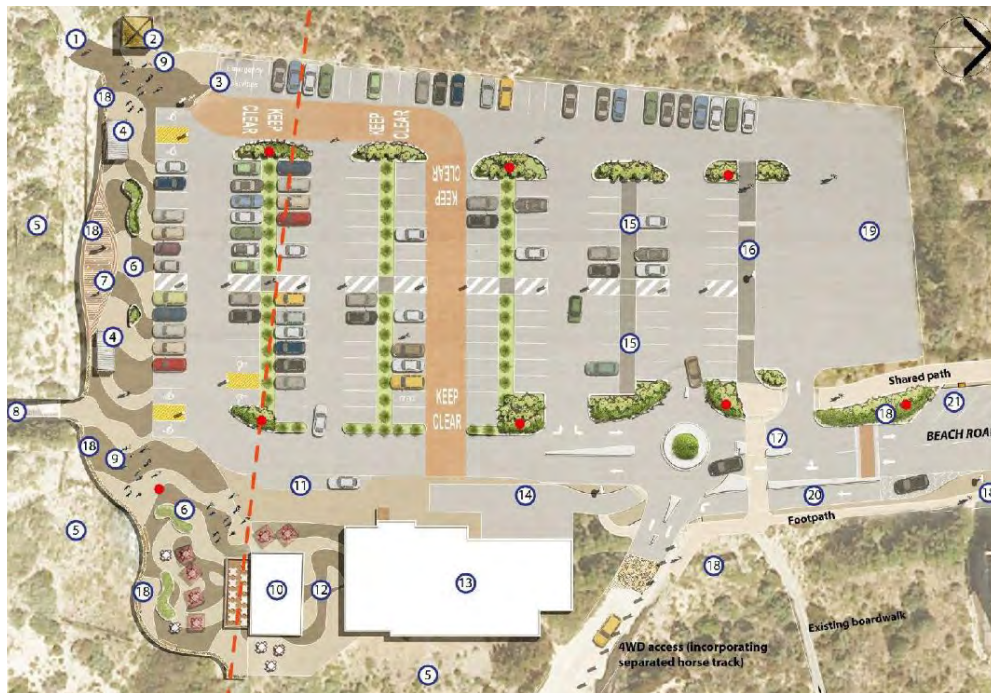 1
2
9
3
18
4
KEEP
CLEAR
KEEP
CLEAR
KEEP
CLEAR
5
18
15
16
19
6
7
4
15
8
KEEP
CLEAR
Shared path
21
18
BEACH ROAD
17
18
9
11
14
20
18
6
Footpath
5
18
10
12
13
18
Existing boardwalk
4WD access (incorporating
separated horse track)
5